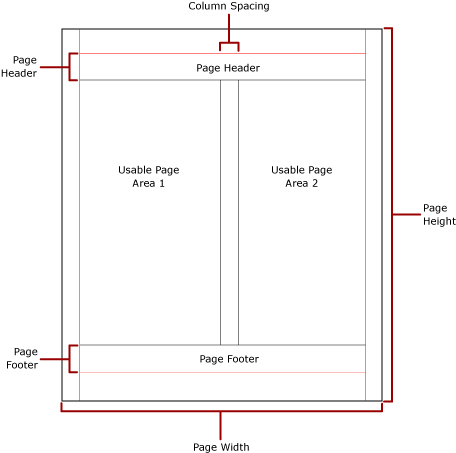 Column Spacing
Page
Header
Page Header
Usable Page
Area 1
Usable Page
Area 2
Page
Height
Page
Footer
Page Footer
Page Width